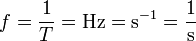 f = 1/T = Hz = s⁻¹ = 1/s